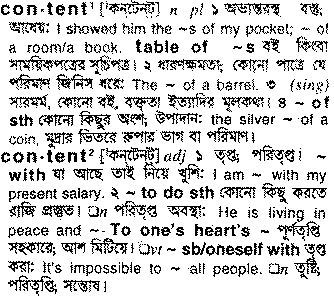 con·tent¹ ['কনটেনট্] n pl ১ অভ্যন্তরস্থ বস্তু;
আধেয়: I showed him the ~s of my pocket; ~ of
a room/a book. table of ~s বই কিংবা
সাময়িকপত্রের সূচিপত্র। ২ ধারণক্ষমতা; কোনো পাত্রে যে
পরিমাণ জিনিস ধরে: The ~ of a barrel. ৩ (sing)
সারমর্ম, কোনো বই, বক্তৃতা ইত্যাদির মূলকথা। ৪ ~ of
sth কোনো কিছুর অংশ; উপাদান: the silver ~ of a
coin, মুদ্রার ভিতরে রুপার ভাগ বা পরিমাণ।
con·tent² [কন্'টেনট্] adj ১ তৃপ্ত; পরিতৃপ্ত। ~
with যা আছে তাই নিয়ে খুশি: I am ~ with my
present salary. ২ ~ to do sth কোনো কিছু করতে
রাজি প্রস্তুত। □n পরিতৃপ্ত অবস্থা: He is living in
peace and ~. To one's heart's ~ পূর্ণতৃপ্তি
সহকারে; আশ মিটিয়ে। □vt ~ sb/oneself with তৃপ্ত
করা: It's impossible to ~ all people. □n তুষ্টি;
পরিতৃপ্তি; সন্তোষ।